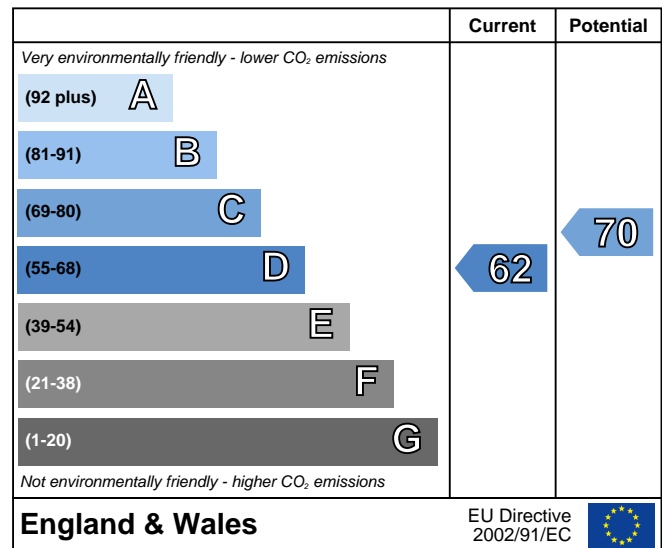 Current Potential
Very environmentally friendly - lower CO₂ emissions
(92 plus) A
(81-91) B
(69-80) C
70
(55-68) D
62
(39-54) E
(21-38) F
(1-20) G
Not environmentally friendly - higher CO₂ emissions
England & Wales
EU Directive
2002/91/EC